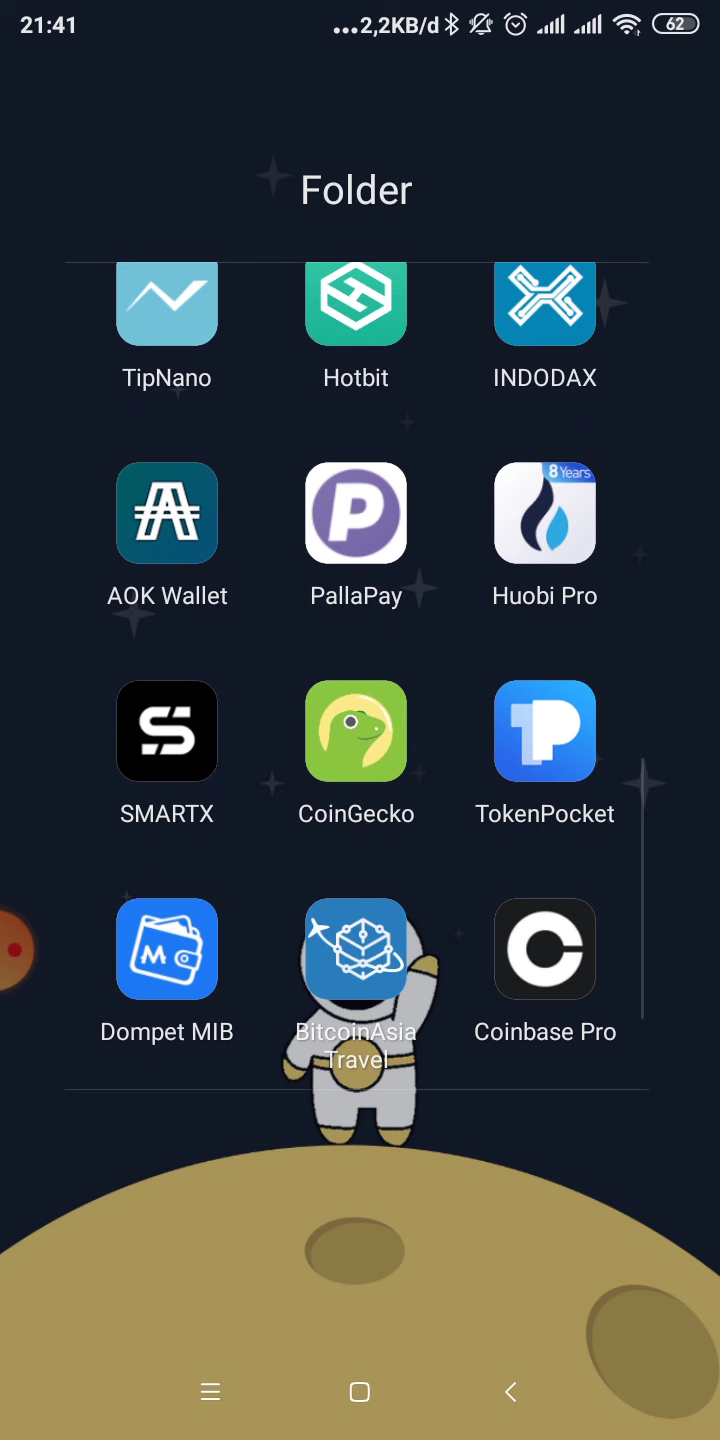 21:41 ...2,2KB/d 62
Folder
TipNano Hotbit INDODAX
8 Years
AOK Wallet PallaPay Huobi Pro
SMARTX CoinGecko TokenPocket
M
Dompet MIB BitcoinAsia Travel Coinbase Pro